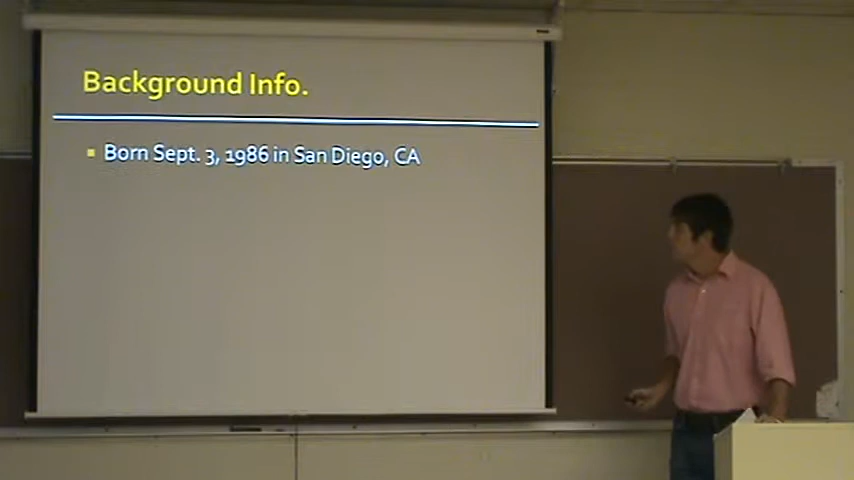 Background Info.
Born Sept. 3, 1986 in San Diego, CA